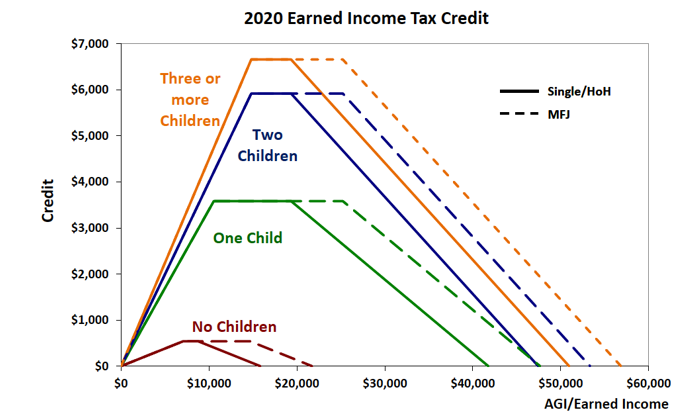 2020 Earned Income Tax Credit
$7,000
$6,000
$5,000
$4,000
$3,000
$2,000
$1,000
$0
Credit
Three or
more
Children
Two
Children
One Child
No Children
Single/HoH
MFJ
$0 $10,000 $20,000 $30,000 $40,000 $50,000 $60,000
AGI/Earned Income